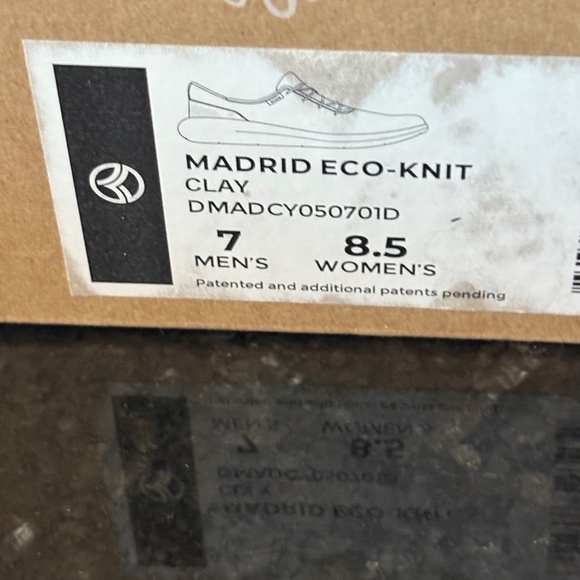 MADRID ECO-KNIT
CLAY
DMADCY050701D
7 8.5
MEN'S WOMEN'S
Patented and additional patents pending